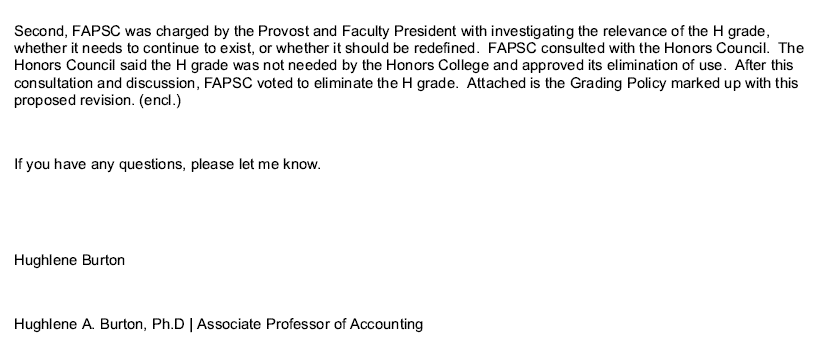 Second, FAPSC was charged by the Provost and Faculty President with investigating the relevance of the H grade,
whether it needs to continue to exist, or whether it should be redefined.  FAPSC consulted with the Honors Council.  The
Honors Council said the H grade was not needed by the Honors College and approved its elimination of use.  After this
consultation and discussion, FAPSC voted to eliminate the H grade.  Attached is the Grading Policy marked up with this
proposed revision. (encl.)
If you have any questions, please let me know.
Hughlene Burton
Hughlene A. Burton, Ph.D | Associate Professor of Accounting